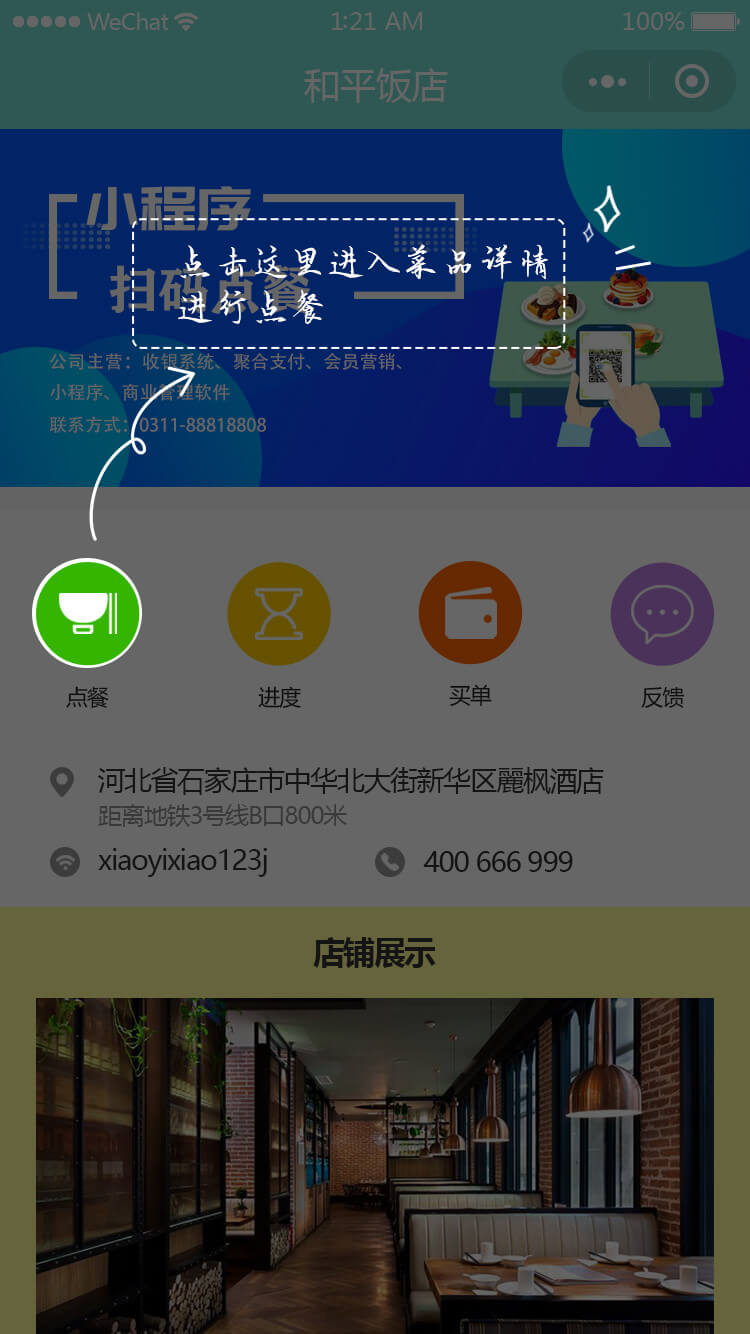 WeChat 1:21 AM 100%
和平饭店
小程序
扫码点餐
点击这里进入菜品详情
进行点餐
公司主营：收银系统、聚合支付、会员营销、
小程序、商业管理软件
联系方式：0311-88818808
点餐 进度 买单 反馈
河北省石家庄市中华北大街新华区麗枫酒店
距离地铁3号线B口800米
xiaoyixiao123j 400 666 999
店铺展示